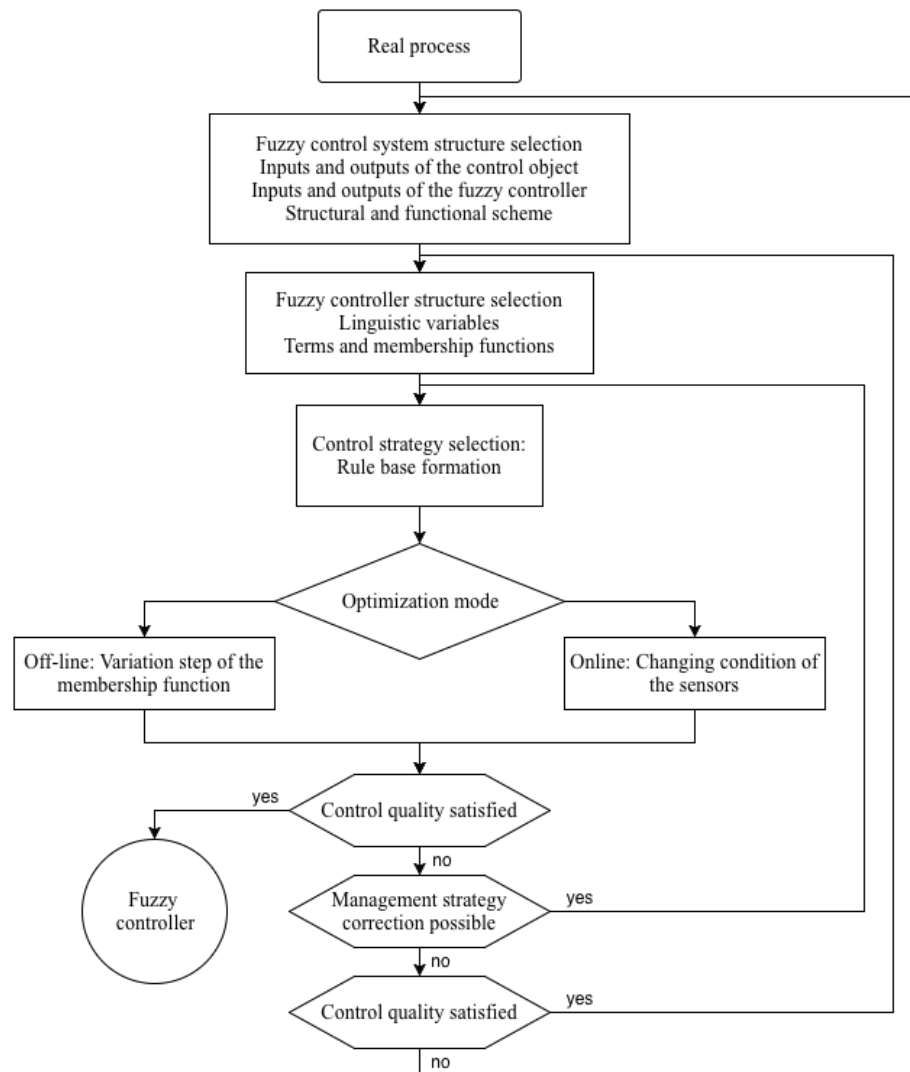 Real process
Fuzzy control system structure selection
Inputs and outputs of the control object
Inputs and outputs of the fuzzy controller
Structural and functional scheme
Fuzzy controller structure selection
Linguistic variables
Terms and membership functions
Control strategy selection:
Rule base formation
Optimization mode
Off-line: Variation step of the
membership function
Online: Changing condition of
the sensors
yes
Control quality satisfied
no
Fuzzy
controller
Management strategy
correction possible
yes
no
Control quality satisfied
yes
no